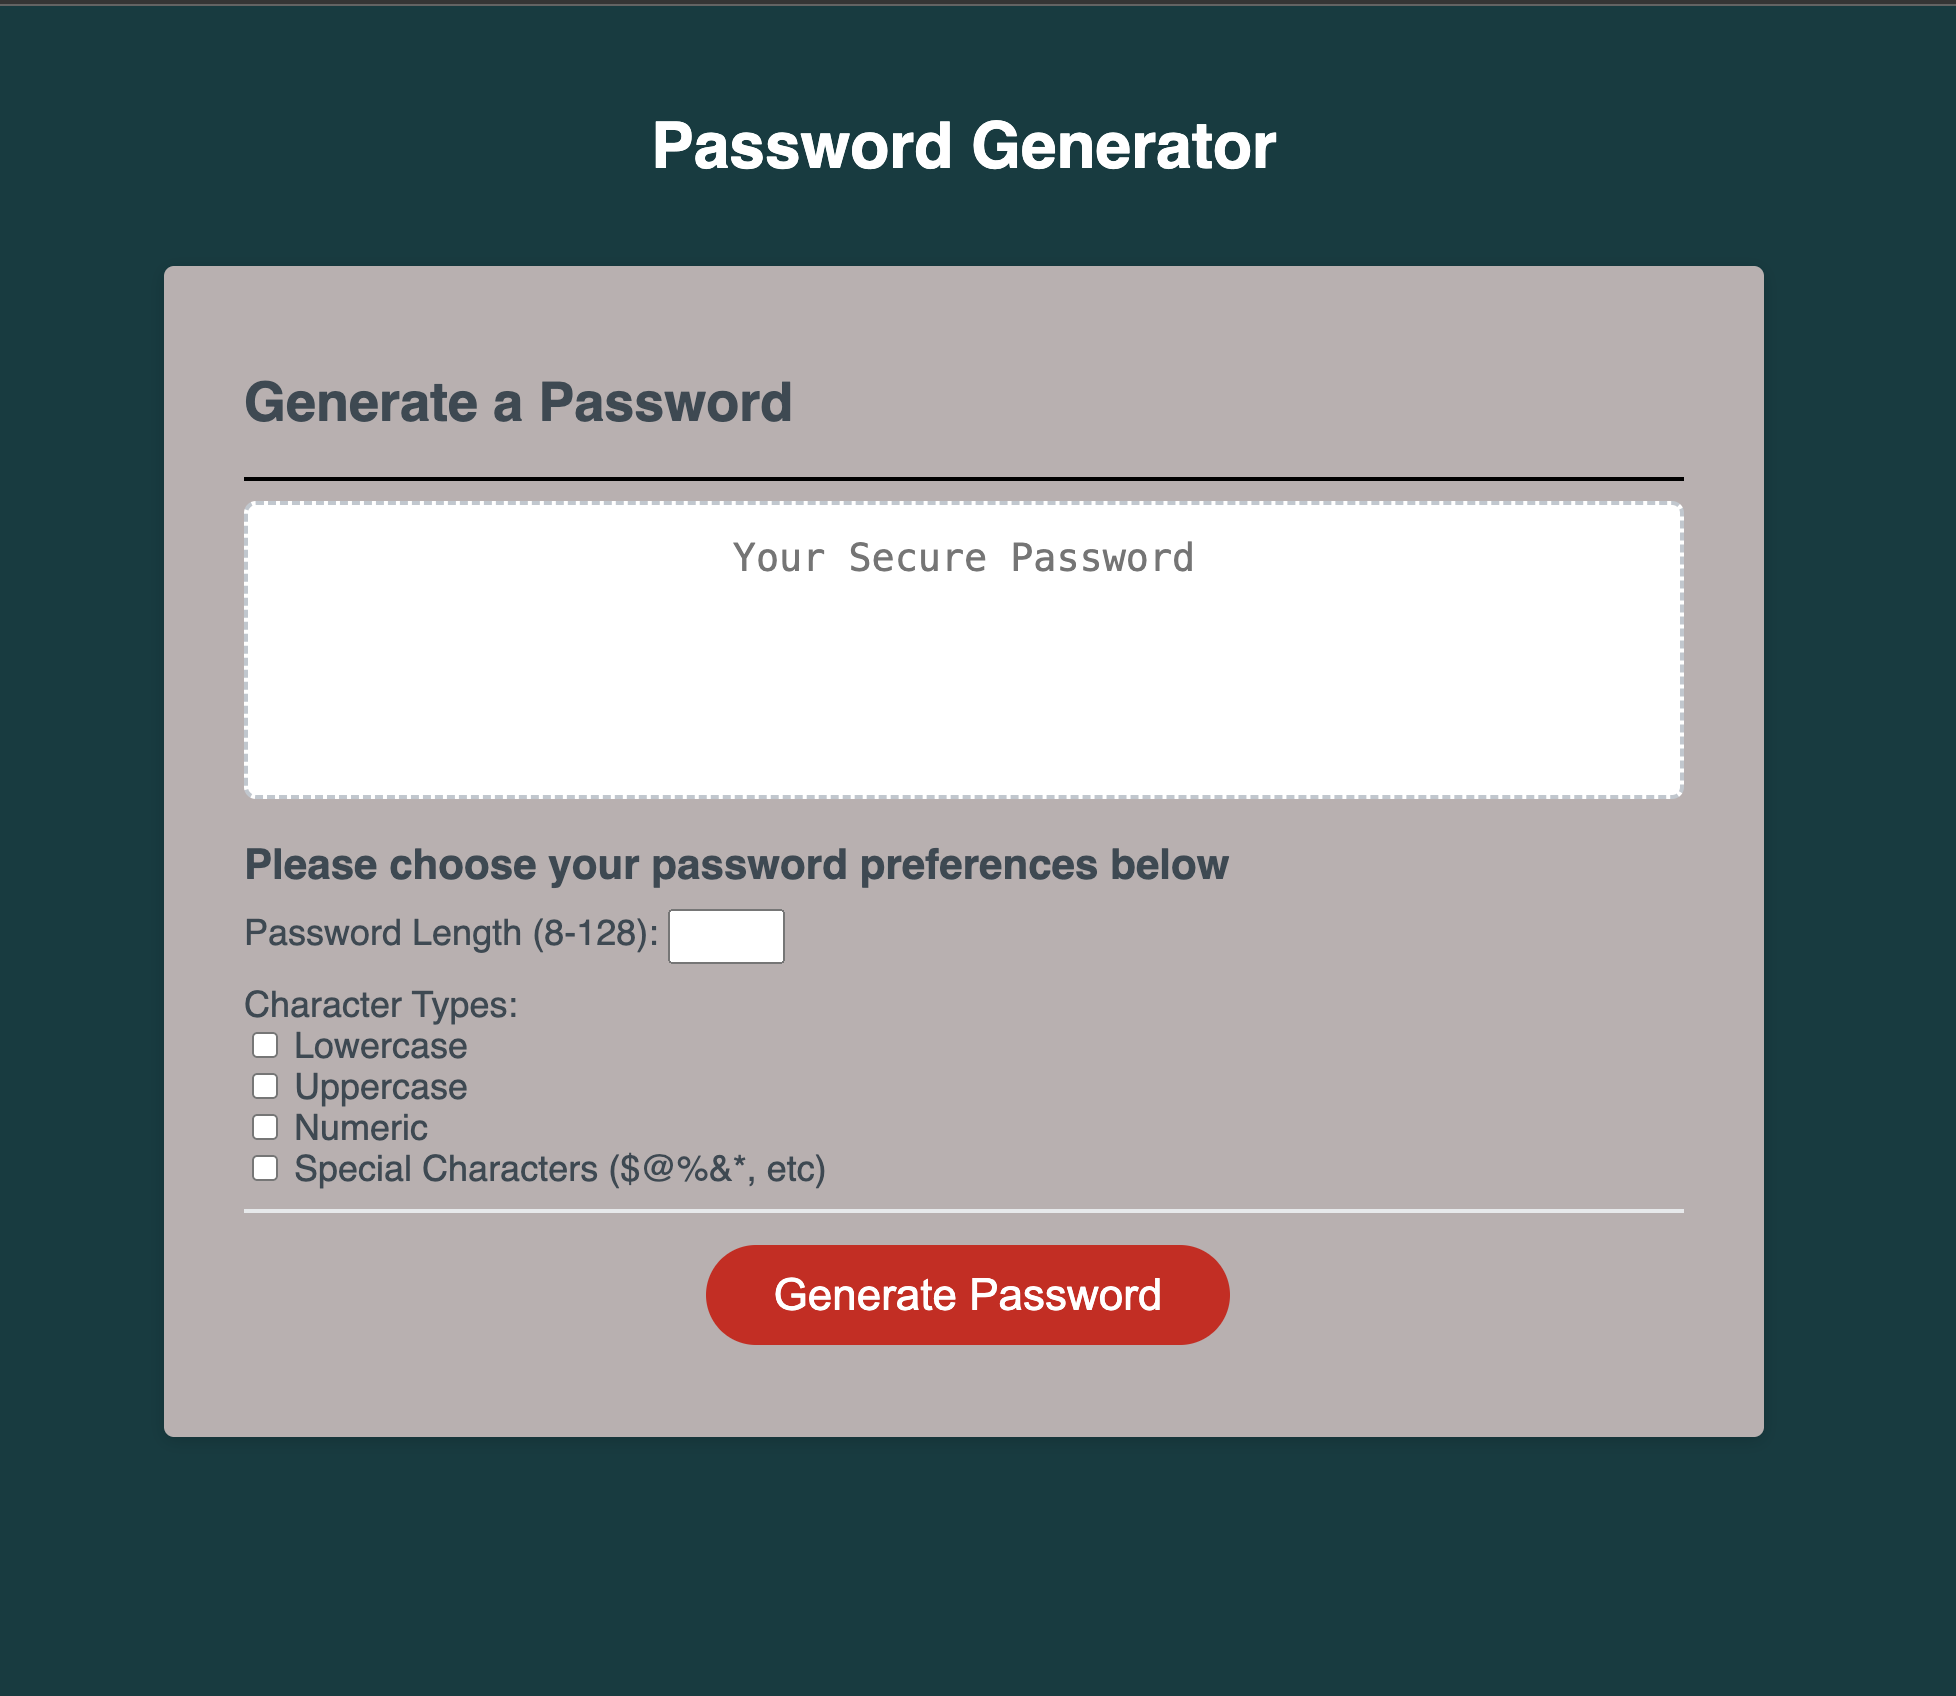 Password Generator
Generate a Password
Your Secure Password
Please choose your password preferences below
Password Length (8-128):
Character Types:
Lowercase
Uppercase
Numeric
Special Characters ($@%&*, etc)
Generate Password